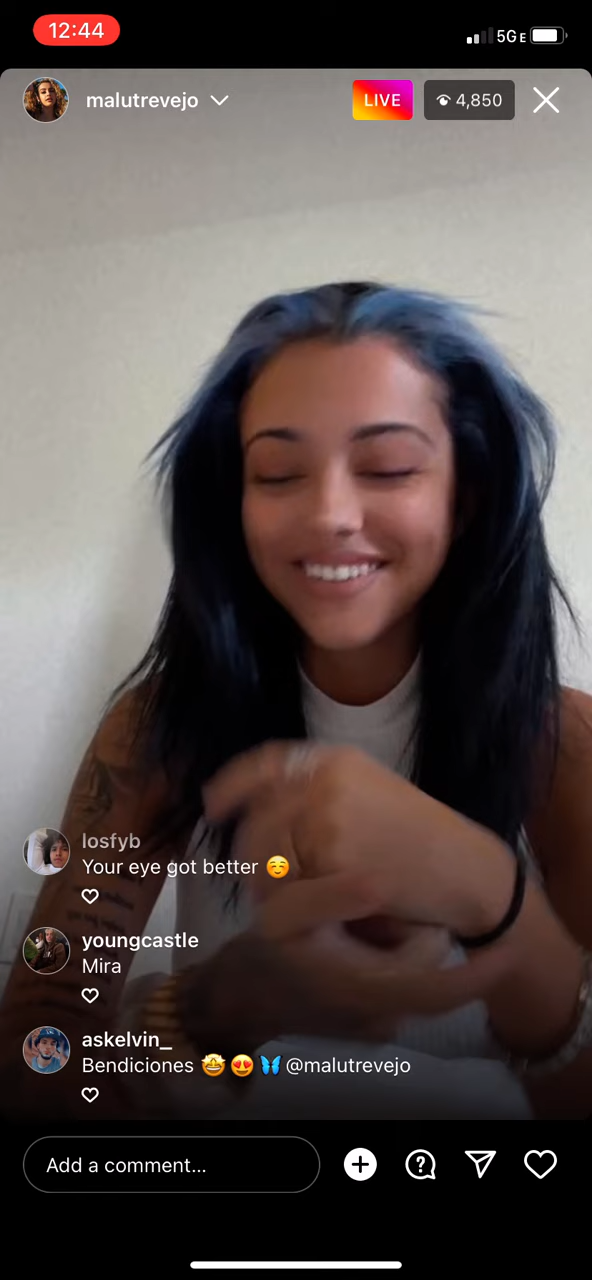 12:44
5G E
malutrevejo
LIVE
4,850
losfyb
Your eye got better ☺️
youngcastle
Mira
askelvin_
Bendiciones 🤩😍🦋@malutrevejo
Add a comment...